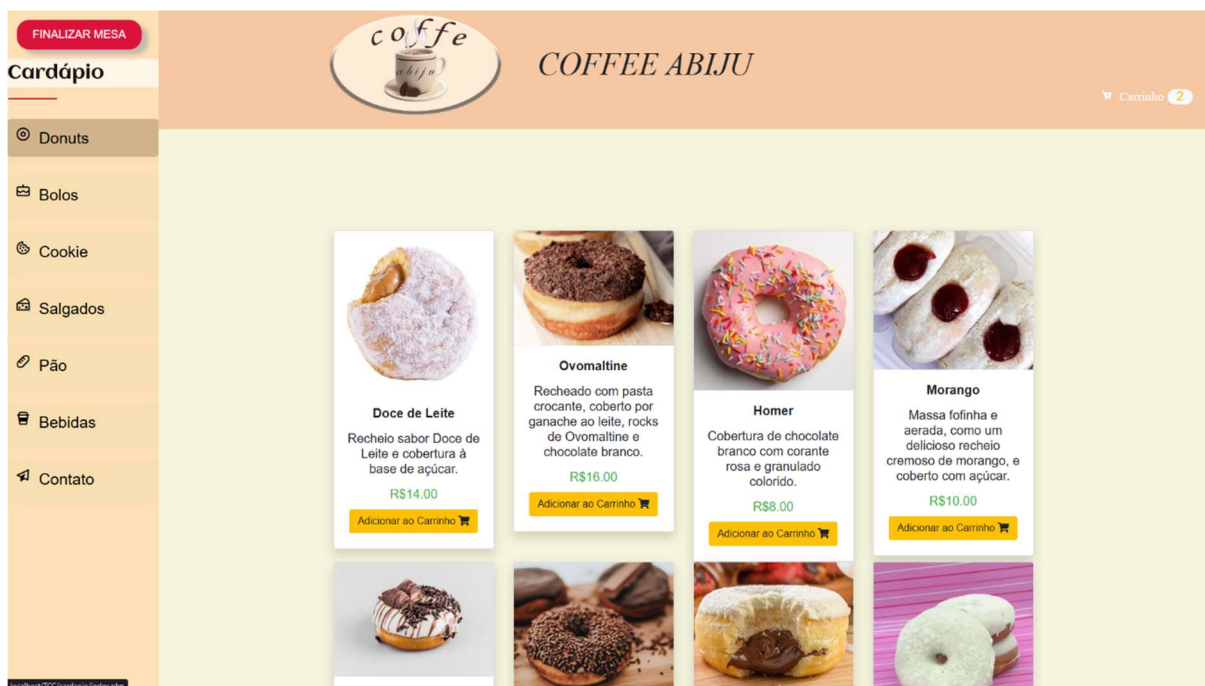 FINALIZAR MESA
Cardápio
Donuts
Bolos
Cookie
Salgados
Pão
Bebidas
Contato
coffe
abiju
COFFEE ABIJU
Carrinho 2
Doce de Leite
Recheio sabor Doce de
Leite e cobertura à
base de açúcar.
R$14.00
Adicionar ao Carrinho
Ovomaltine
Recheado com pasta
crocante, coberto por
ganache ao leite, rocks
de Ovomaltine e
chocolate branco.
R$16.00
Adicionar ao Carrinho
Homer
Cobertura de chocolate
branco com corante
rosa e granulado
colorido.
R$8.00
Adicionar ao Carrinho
Morango
Massa fofinha e
aerada, como um
delicioso recheio
cremoso de morango, e
coberto com açúcar.
R$10.00
Adicionar ao Carrinho